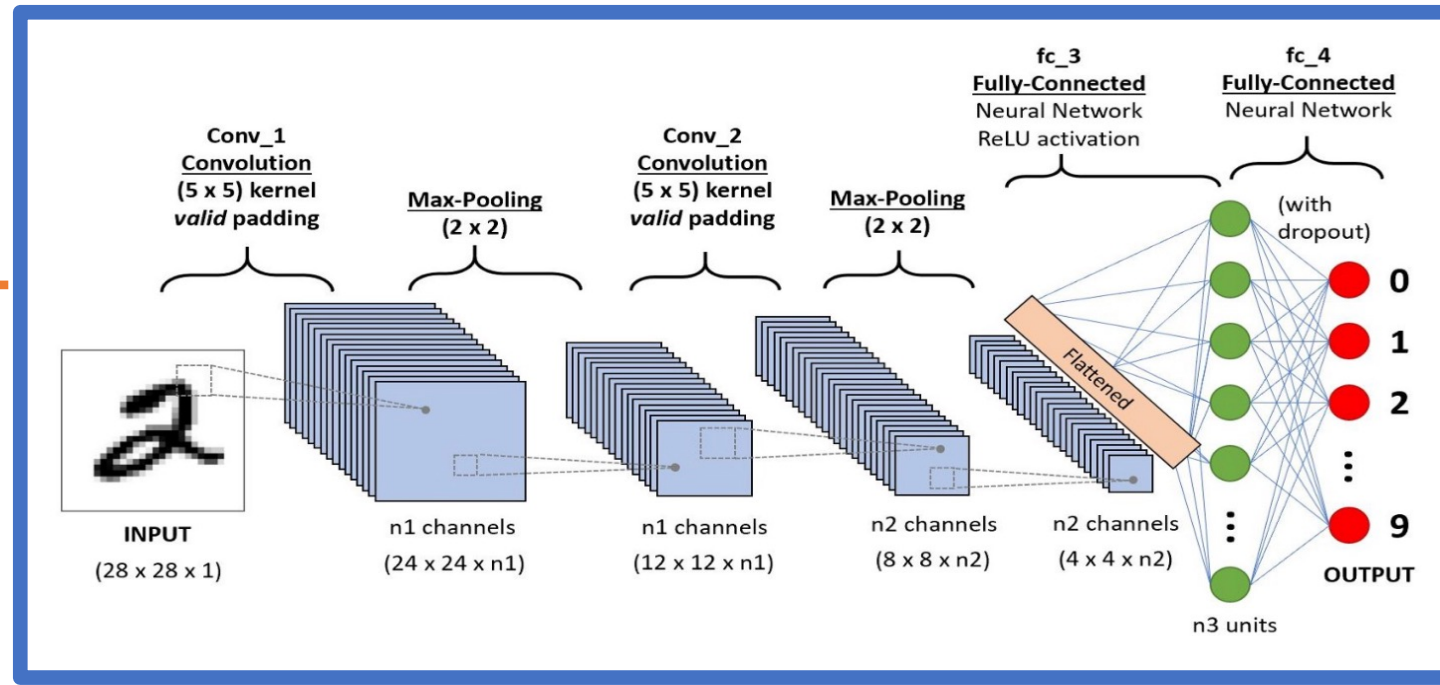 Conv_1
Convolution
(5 x 5) kernel
valid padding
Max-Pooling
(2 x 2)
Conv_2
Convolution
(5 x 5) kernel
valid padding
Max-Pooling
(2 x 2)
fc_3
Fully-Connected
Neural Network
ReLU activation
fc_4
Fully-Connected
Neural Network
(with
dropout)
Flattened
0
1
2
9
OUTPUT
INPUT
(28 x 28 x 1)
n1 channels
(24 x 24 x n1)
n1 channels
(12 x 12 x n1)
n2 channels
(8 x 8 x n2)
n2 channels
(4 x 4 x n2)
n3 units
2